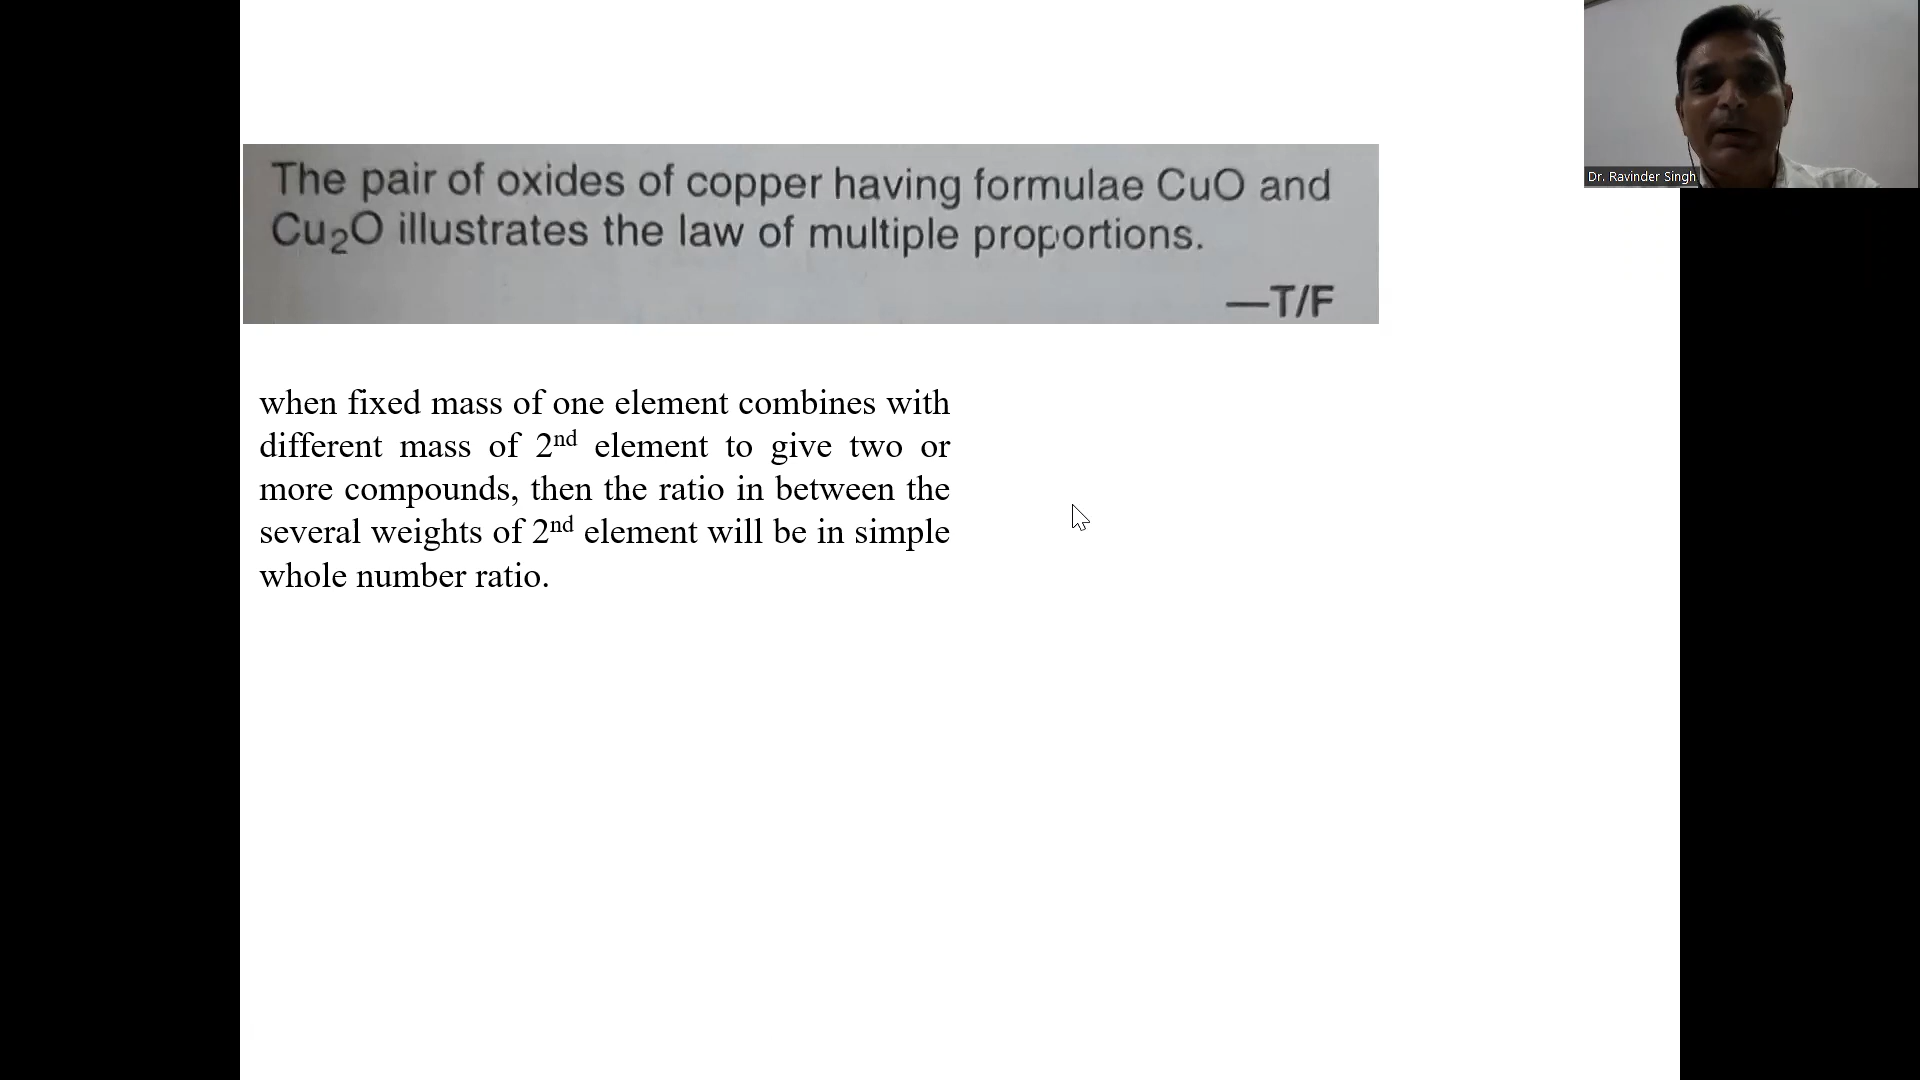 Dr. Ravinder Singh
The pair of oxides of copper having formulae CuO and
Cu₂O illustrates the law of multiple proportions.
—T/F
when fixed mass of one element combines with
different mass of 2ⁿᵈ element to give two or
more compounds, then the ratio in between the
several weights of 2ⁿᵈ element will be in simple
whole number ratio.